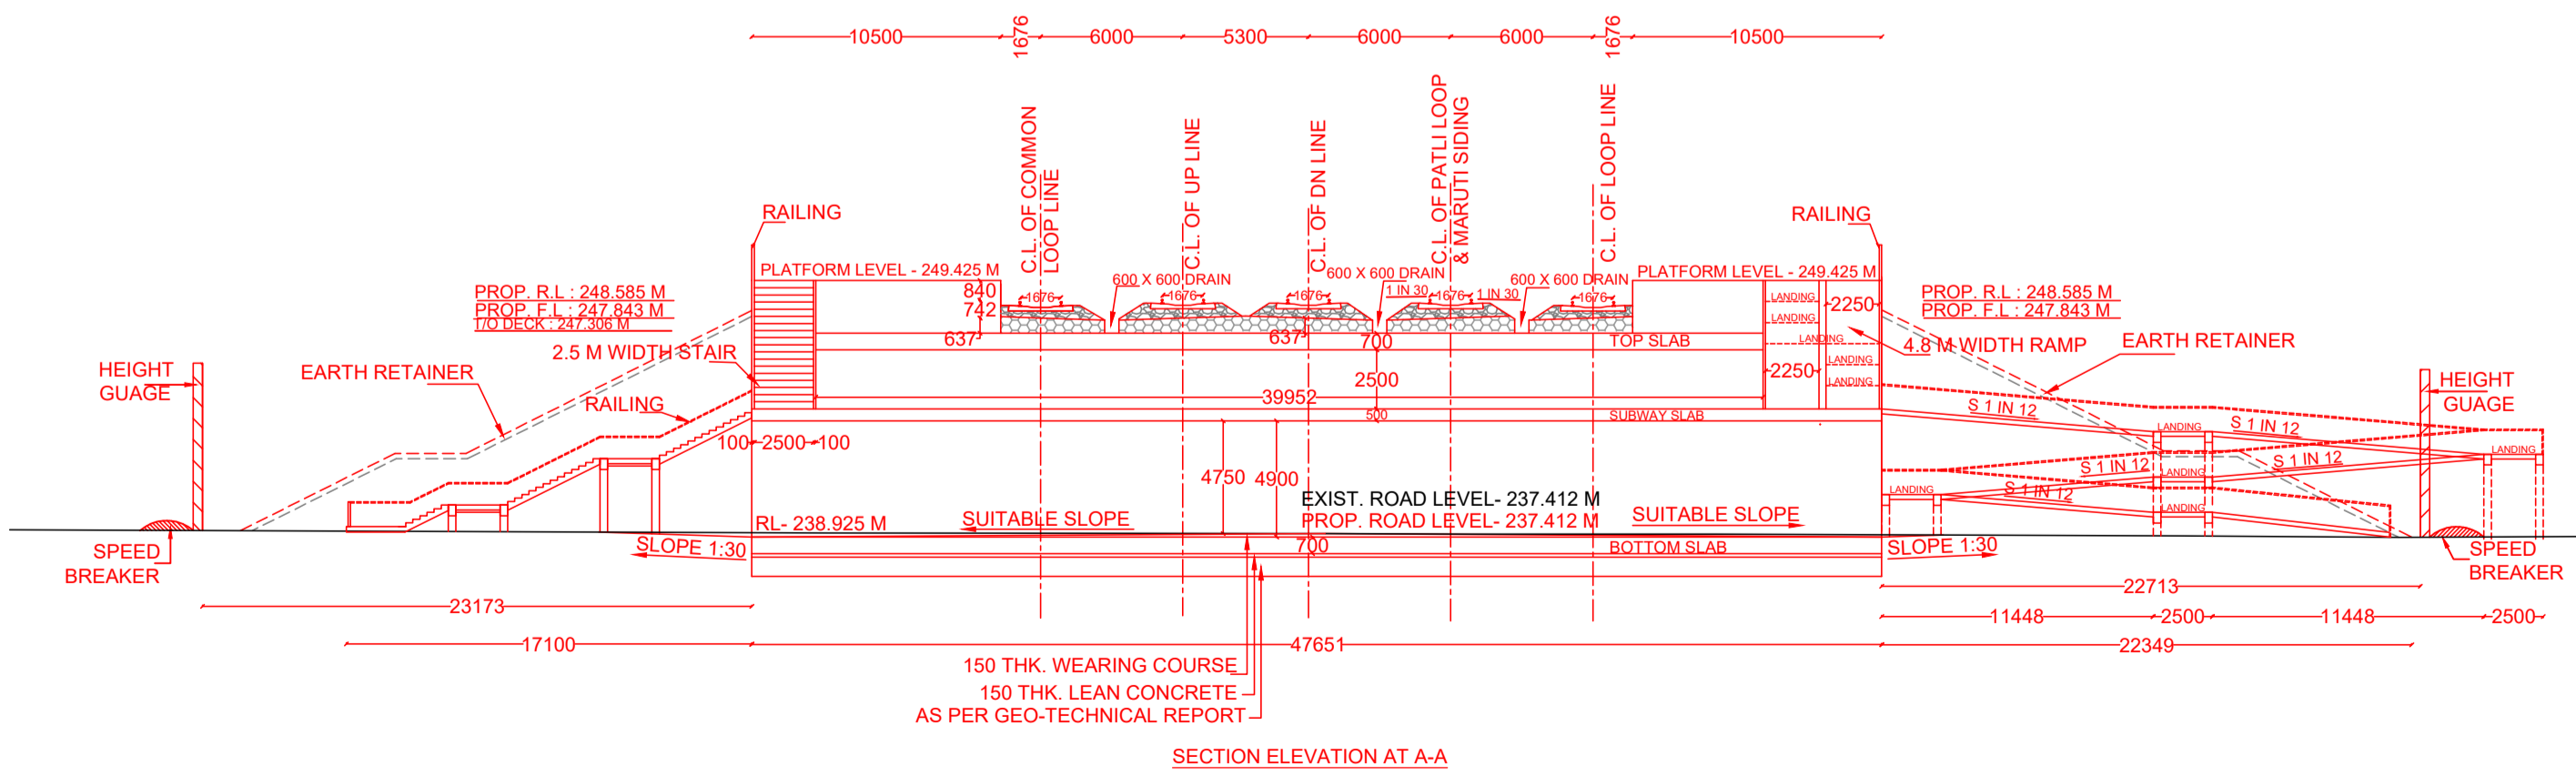 10500
1676
6000
5300
6000
6000
1676
10500
C.L. OF COMMON
LOOP LINE
C.L. OF UP LINE
C.L. OF DN LINE
C.L. OF PATLI LOOP
& MARUTI SIDING
C.L. OF LOOP LINE
RAILING
RAILING
PLATFORM LEVEL - 249.425 M
600 X 600 DRAIN
600 X 600 DRAIN
600 X 600 DRAIN
PLATFORM LEVEL - 249.425 M
PROP. R.L : 248.585 M
PROP. F.L : 247.843 M
T/O DECK : 247.306 M
840
742
637
1676
1676
1676
1676
1676
1 IN 30
1 IN 30
637
700
TOP SLAB
LANDING
LANDING
LANDING
LANDING
LANDING
2250
2250
PROP. R.L : 248.585 M
PROP. F.L : 247.843 M
4.8 M WIDTH RAMP
EARTH RETAINER
HEIGHT
GUAGE
EARTH RETAINER
2.5 M WIDTH STAIR
RAILING
2500
39952
500
SUBWAY SLAB
100
2500
100
HEIGHT
GUAGE
S 1 IN 12
LANDING
S 1 IN 12
LANDING
S 1 IN 12
LANDING
S 1 IN 12
LANDING
S 1 IN 12
LANDING
4750
4900
EXIST. ROAD LEVEL- 237.412 M
PROP. ROAD LEVEL- 237.412 M
RL- 238.925 M
SUITABLE SLOPE
SUITABLE SLOPE
SLOPE 1:30
700
BOTTOM SLAB
SLOPE 1:30
SPEED
BREAKER
SPEED
BREAKER
23173
22713
11448
2500
11448
2500
17100
47651
22349
150 THK. WEARING COURSE
150 THK. LEAN CONCRETE
AS PER GEO-TECHNICAL REPORT
SECTION ELEVATION AT A-A